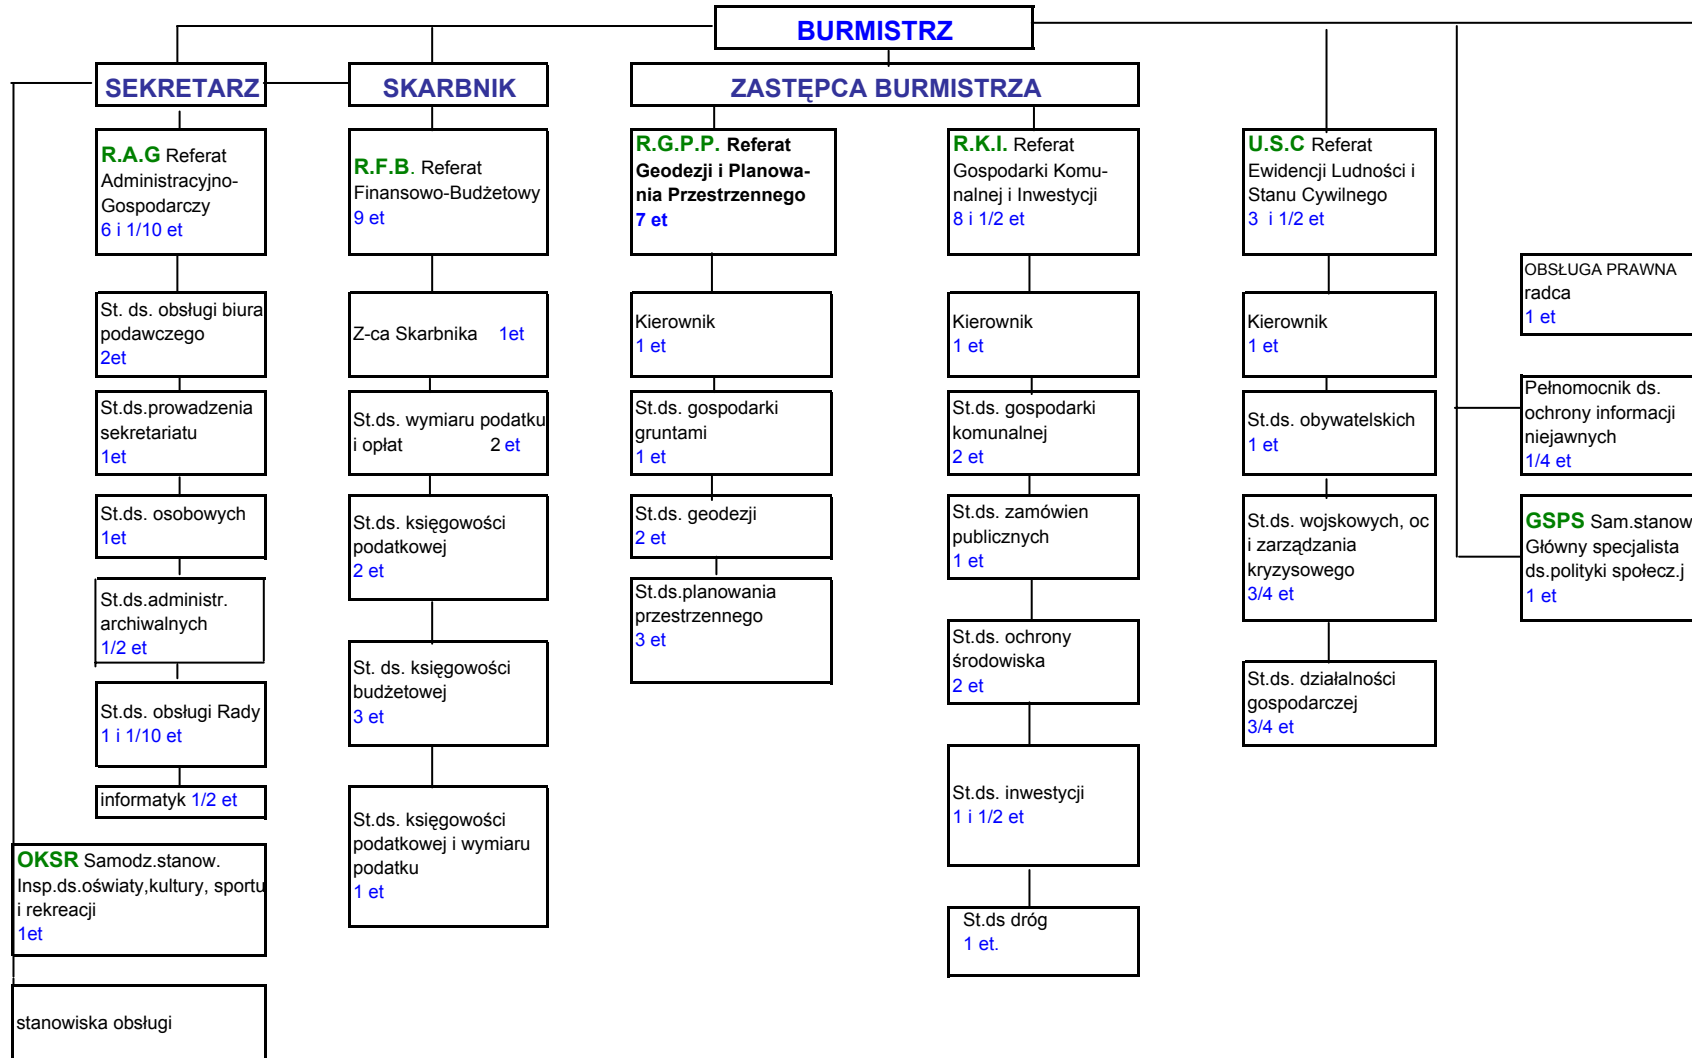 BURMISTRZ
SEKRETARZ
SKARBNIK
ZASTĘPCA BURMISTRZA
R.A.G Referat
Administracyjno-
Gospodarczy
6 i 1/10 et
St. ds. obsługi biura
podawczego
2et
St.ds.prowadzenia
sekretariatu
1et
St.ds. osobowych
1et
St.ds.administr.
archiwalnych
1/2 et
St.ds. obsługi Rady
1 i 1/10 et
informatyk 1/2 et
OKSR Samodz.stanow.
Insp.ds.oświaty,kultury, sportu
i rekreacji
1et
stanowiska obsługi
R.F.B. Referat
Finansowo-Budżetowy
9 et
Z-ca Skarbnika 1et
St.ds. wymiaru podatku
i opłat 2 et
St.ds. księgowości
podatkowej
2 et
St. ds. księgowości
budżetowej
3 et
St.ds. księgowości
podatkowej i wymiaru
podatku
1 et
R.G.P.P. Referat
Geodezji i Planowa-
nia Przestrzennego
7 et
Kierownik
1 et
St.ds. gospodarki
gruntami
1 et
St.ds. geodezji
2 et
St.ds.planowania
przestrzennego
3 et
R.K.I. Referat
Gospodarki Komu-
nalnej i Inwestycji
8 i 1/2 et
Kierownik
1 et
St.ds. gospodarki
komunalnej
2 et
St.ds. zamówien
publicznych
1 et
St.ds. ochrony
środowiska
2 et
St.ds. inwestycji
1 i 1/2 et
St.ds dróg
1 et.
U.S.C Referat
Ewidencji Ludności i
Stanu Cywilnego
3 i 1/2 et
Kierownik
1 et
St.ds. obywatelskich
1 et
St.ds. wojskowych, oc
i zarządzania
kryzysowego
3/4 et
St.ds. działalności
gospodarczej
3/4 et
OBSŁUGA PRAWNA
radca
1 et
Pełnomocnik ds.
ochrony informacji
niejawnych
1/4 et
GSPS Sam.stanow
Główny specjalista
ds.polityki społecz.j
1 et